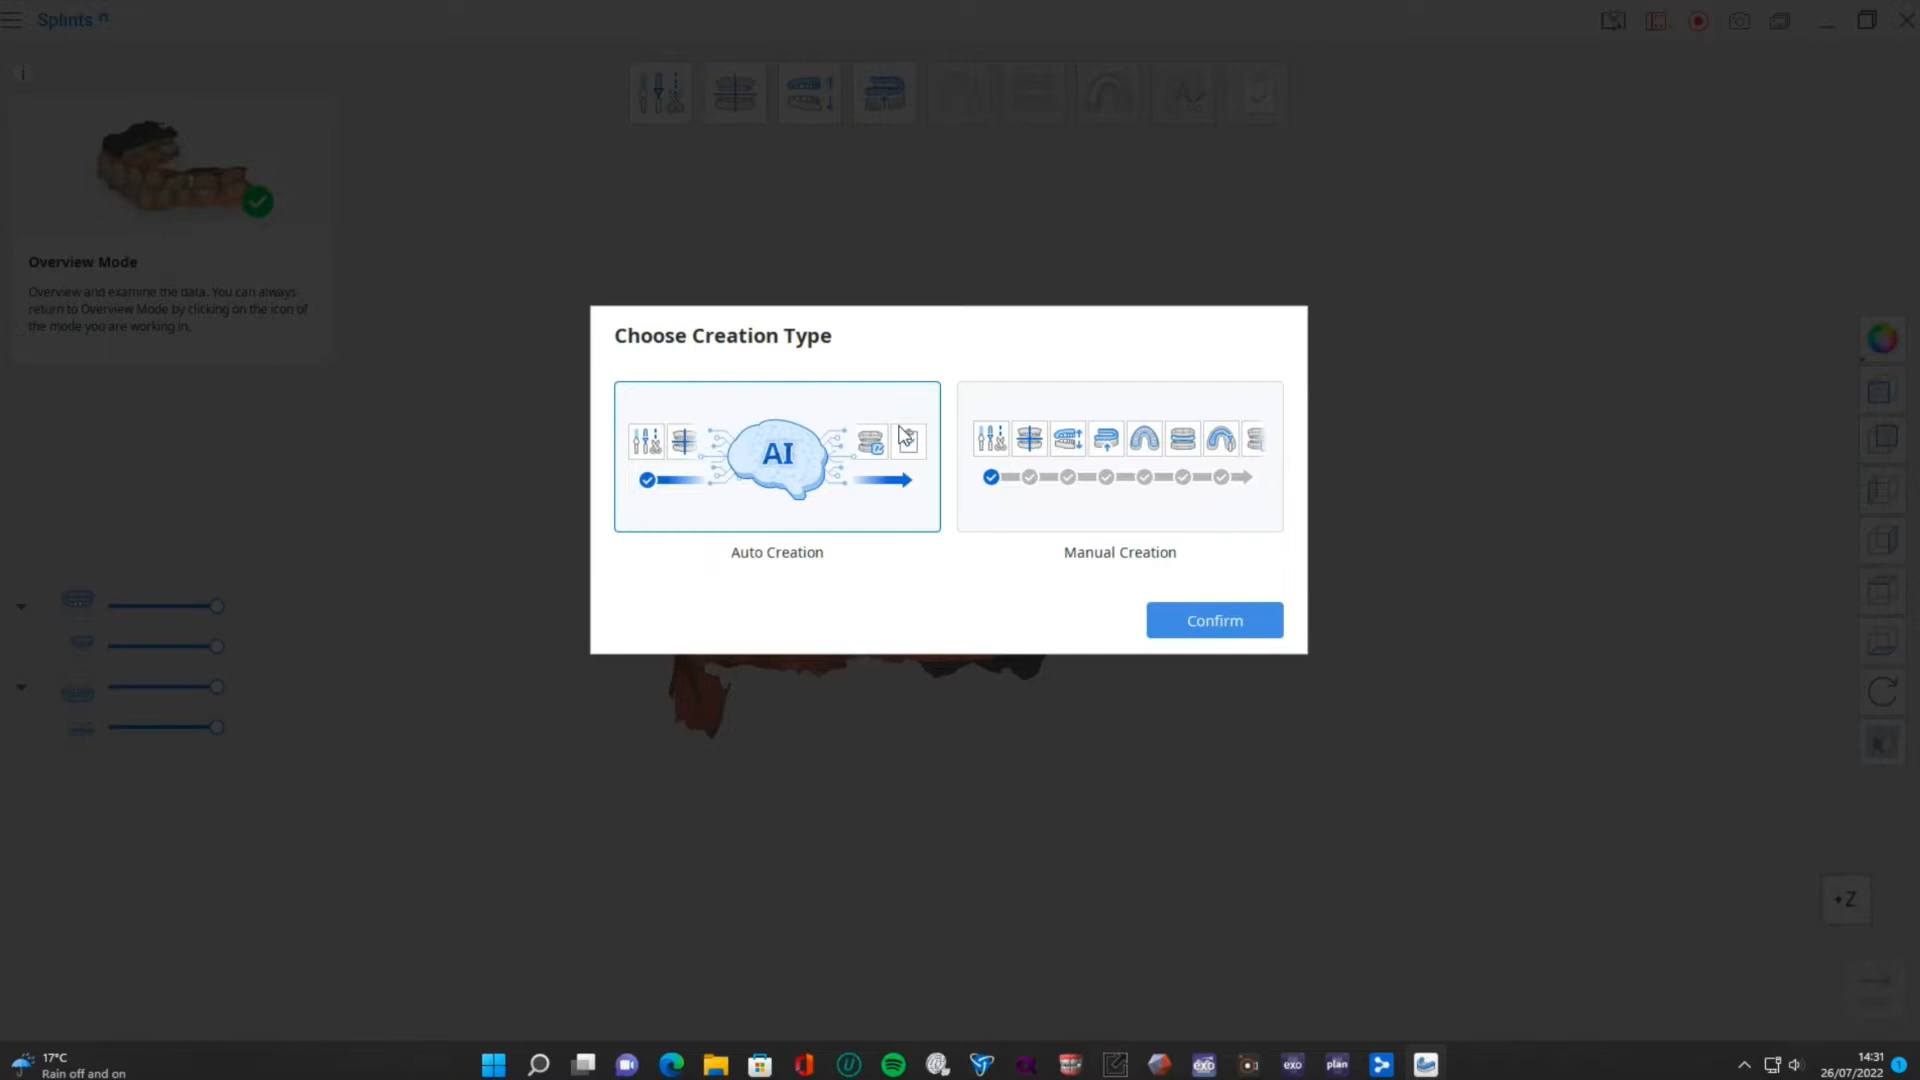 Splints
Overview Mode
Overview and examine the data. You can always
return to Overview Mode by clicking on the icon of
the mode you are working in.
Choose Creation Type
AI
Auto Creation
Manual Creation
Confirm
+Z
17°C
Rain off and on
exo
exo
plan
14:31
26/07/2022
1